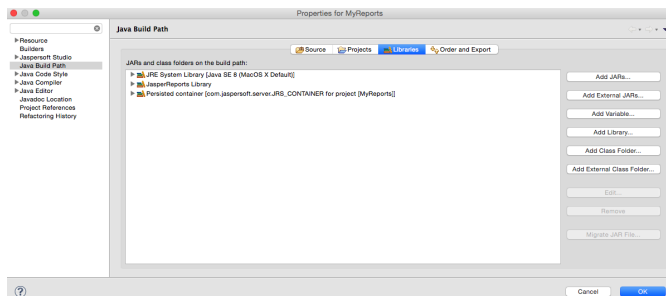 Properties for MyReports
Resource
Builders
Jaspersoft Studio
Java Build Path
Java Code Style
Java Compiler
Java Editor
Javadoc Location
Project References
Refactoring History
Java Build Path
Source Projects Libraries Order and Export
JARs and class folders on the build path:
JRE System Library [Java SE 8 (MacOS X Default)]
JasperReports Library
Persisted container [com.jaspersoft.server.JRS_CONTAINER for project [MyReports]]
Add JARs...
Add External JARs...
Add Variable...
Add Library...
Add Class Folder...
Add External Class Folder...
Edit...
Remove
Migrate JAR File...
?
Cancel OK